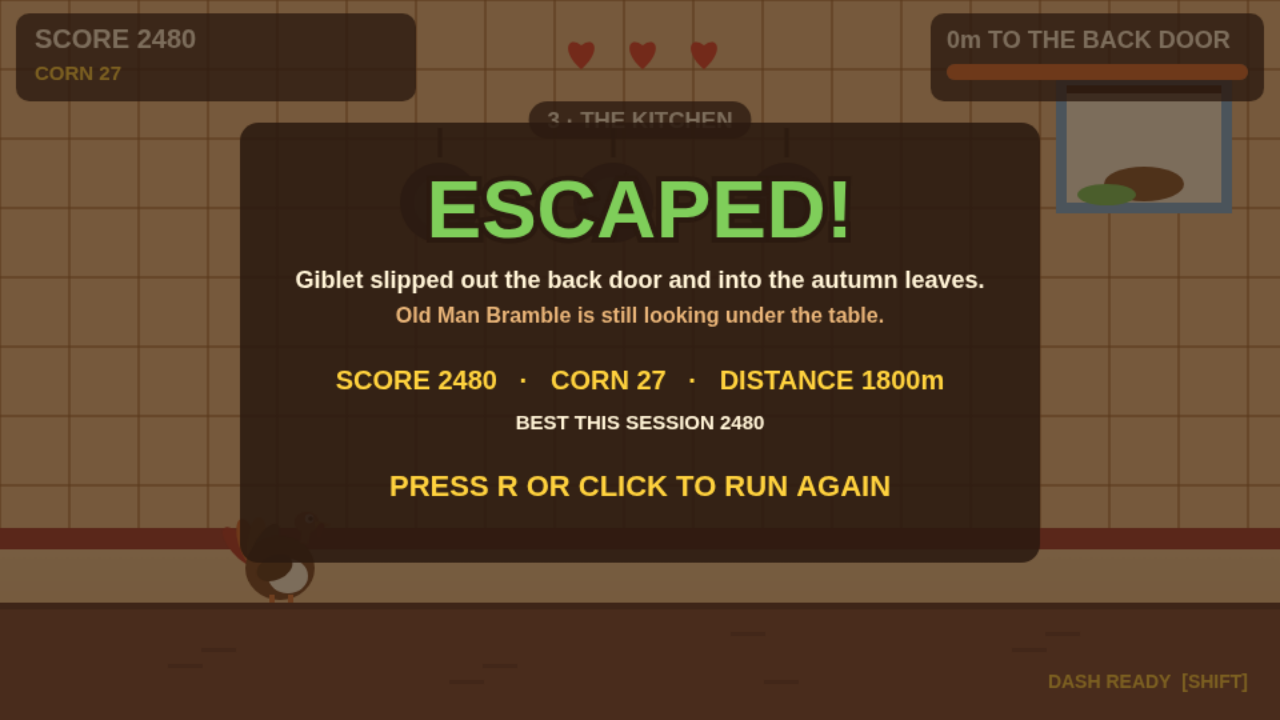 SCORE 2480
CORN 27
0m TO THE BACK DOOR
3 · THE KITCHEN
ESCAPED!
Giblet slipped out the back door and into the autumn leaves.
Old Man Bramble is still looking under the table.
SCORE 2480 · CORN 27 · DISTANCE 1800m
BEST THIS SESSION 2480
PRESS R OR CLICK TO RUN AGAIN
DASH READY [SHIFT]